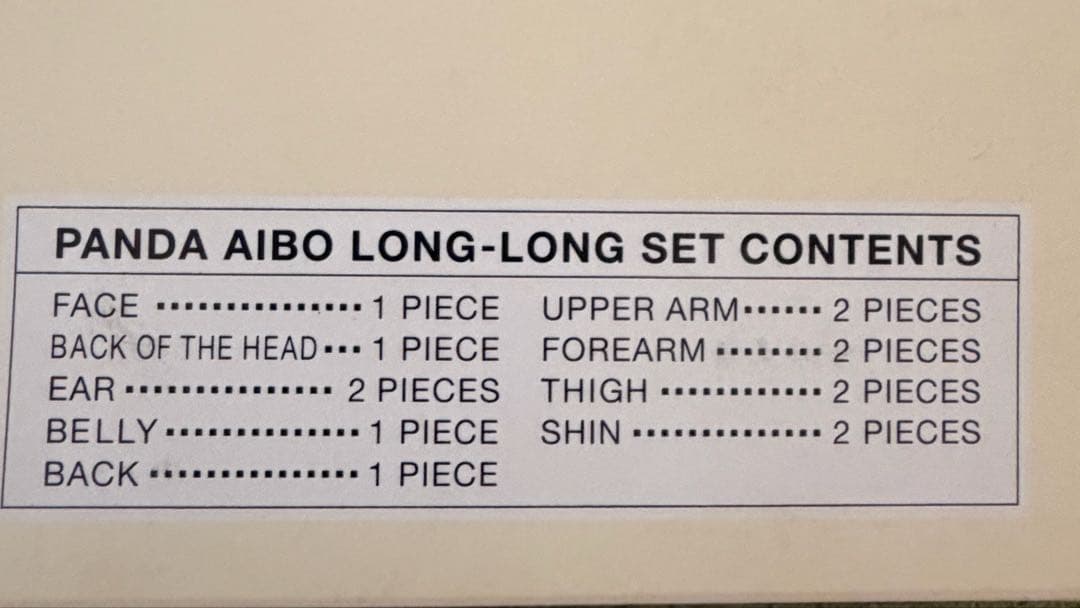 PANDA AIBO LONG-LONG SET CONTENTS
FACE ··············· 1 PIECE
BACK OF THE HEAD··· 1 PIECE
EAR ··············· 2 PIECES
BELLY·············· 1 PIECE
BACK ··············· 1 PIECE
UPPER ARM······ 2 PIECES
FOREARM ········ 2 PIECES
THIGH ············ 2 PIECES
SHIN ·············· 2 PIECES